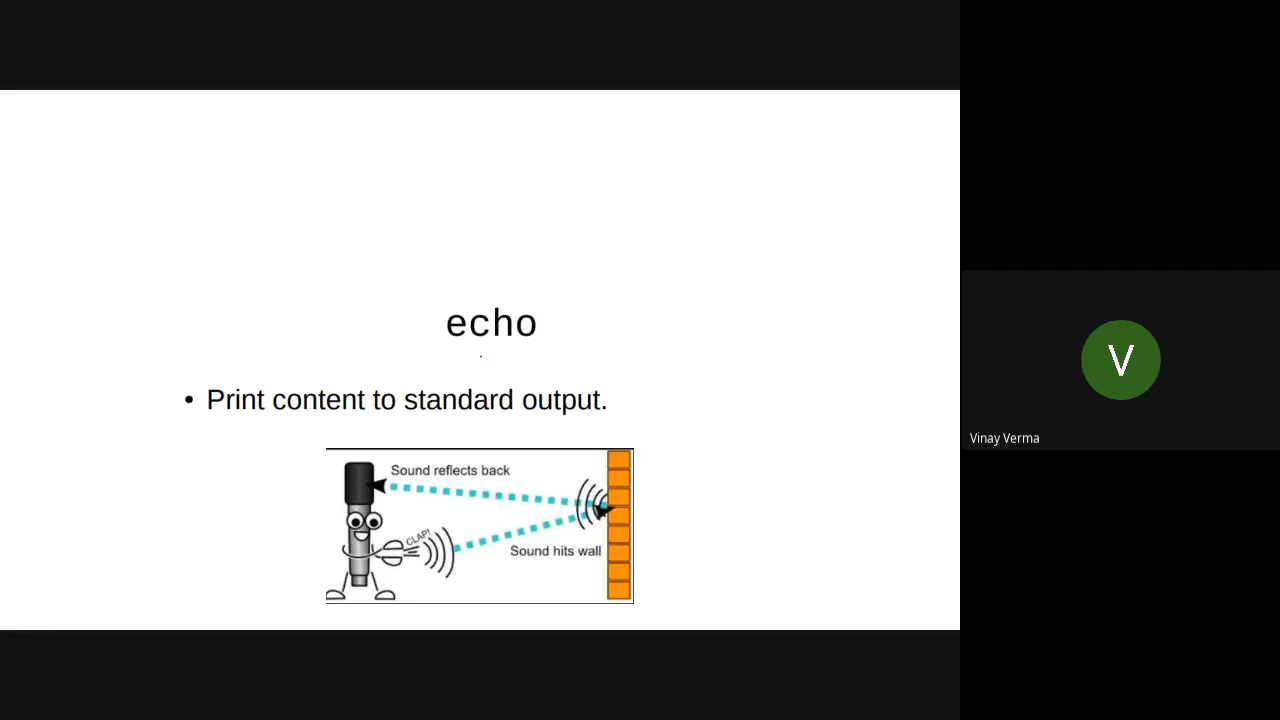 echo
• Print content to standard output.
Sound reflects back
CLAP!
Sound hits wall
V
Vinay Verma